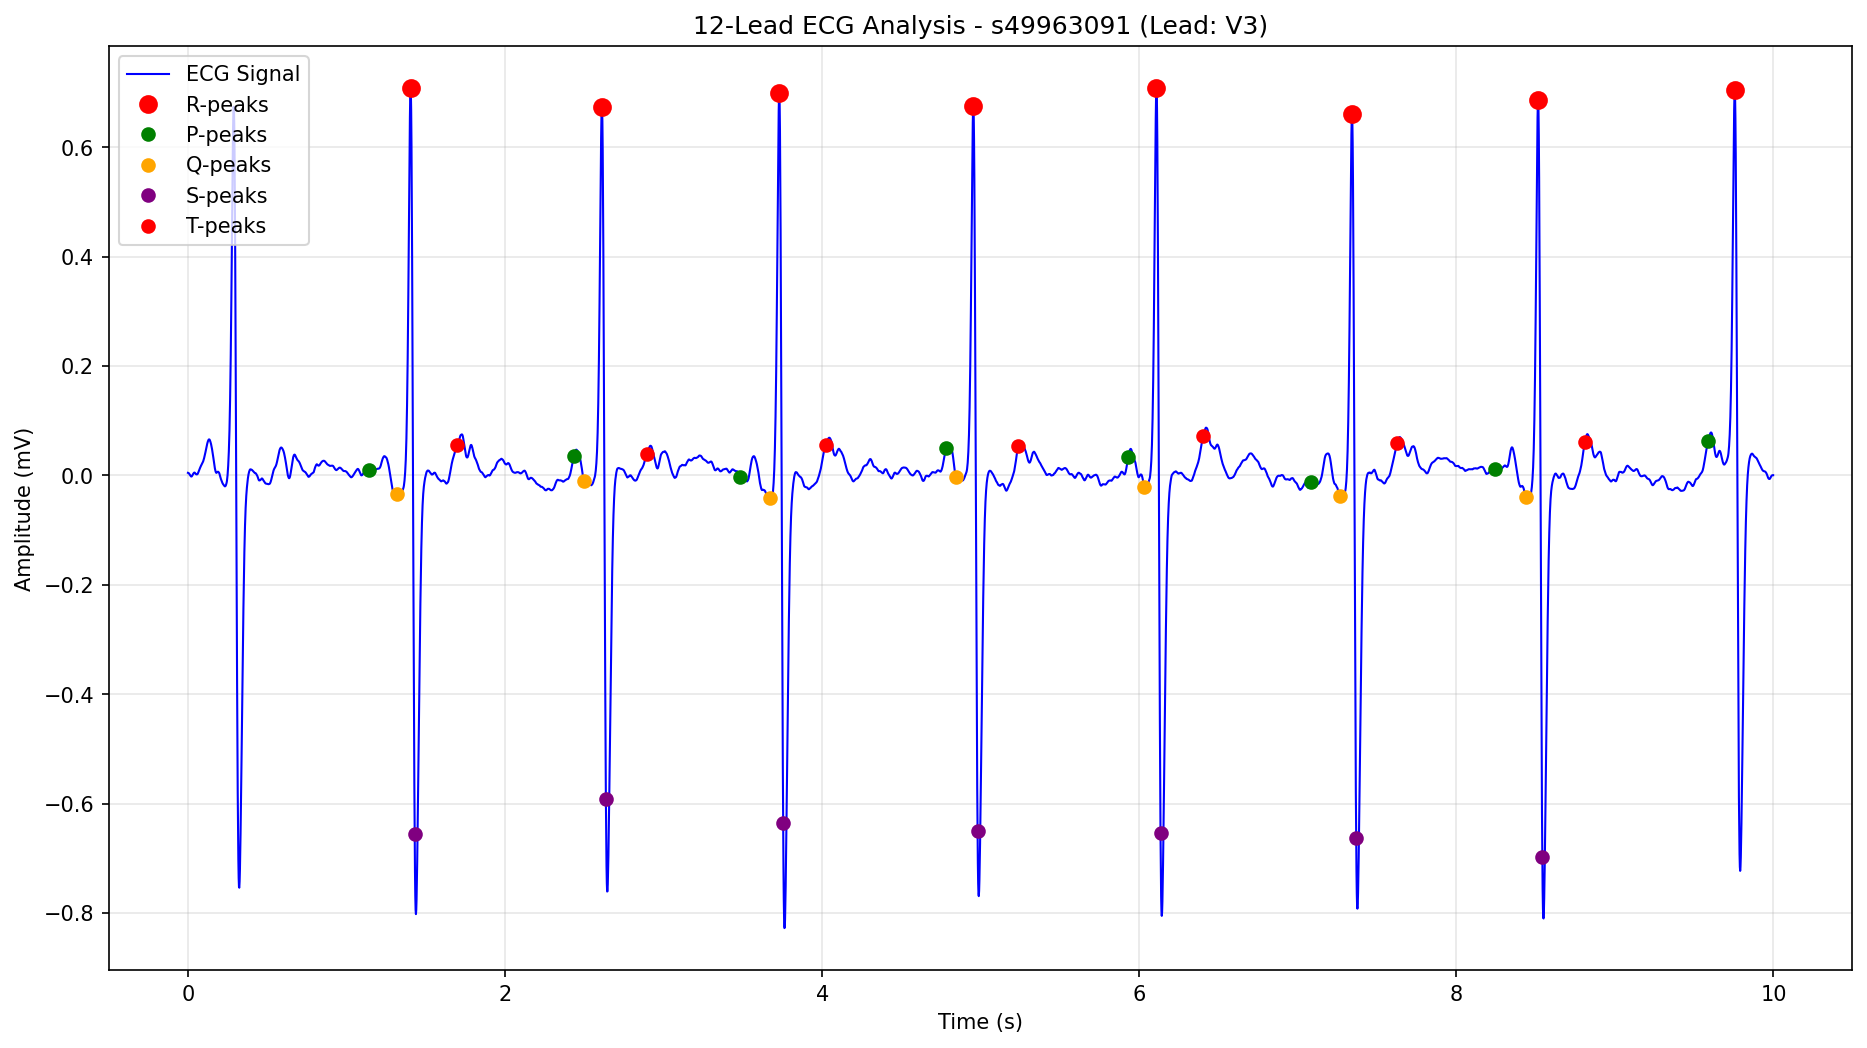 12-Lead ECG Analysis - s49963091 (Lead: V3)
ECG Signal
R-peaks
P-peaks
Q-peaks
S-peaks
T-peaks
Amplitude (mV)
0.6
0.4
0.2
0.0
−0.2
−0.4
−0.6
−0.8
0 2 4 6 8 10
Time (s)